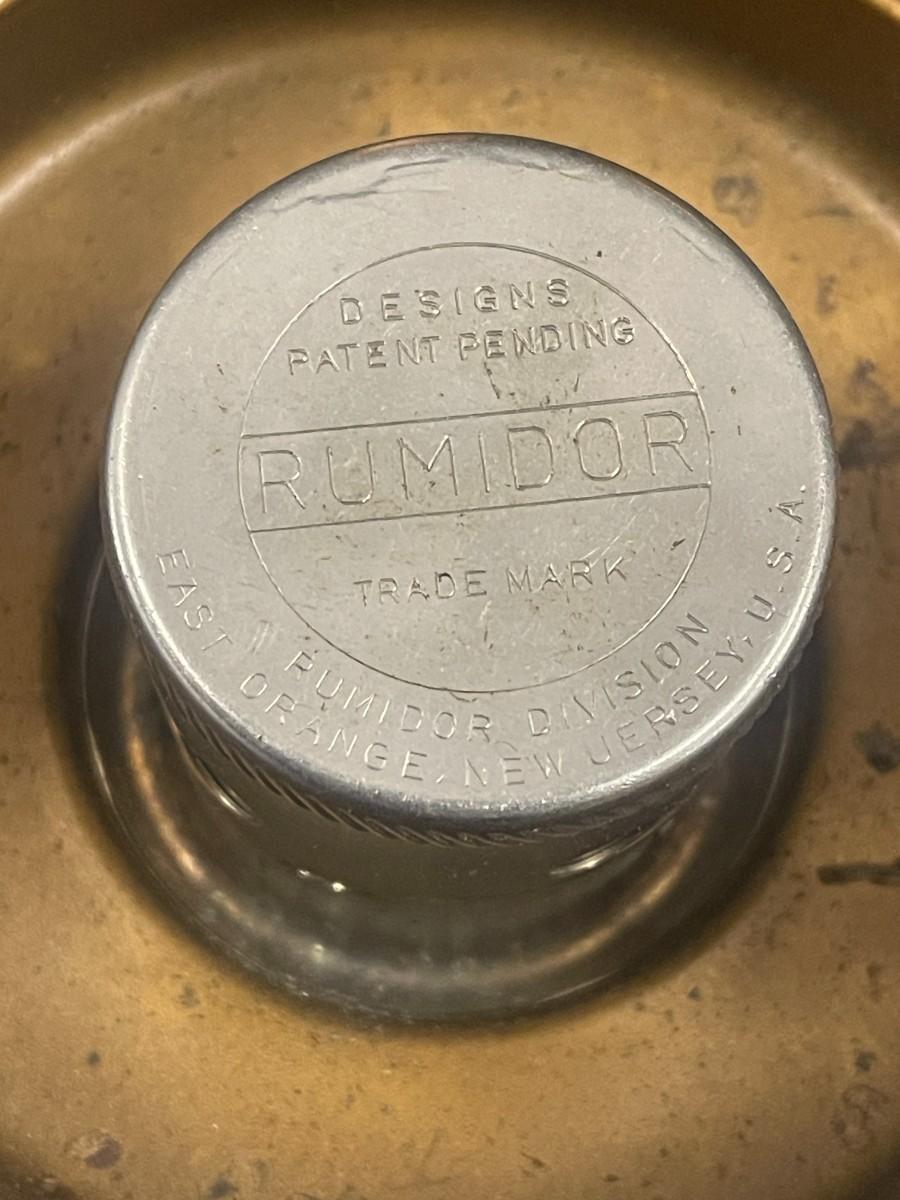 DESIGNS
PATENT PENDING
RUMIDOR
TRADE MARK
RUMIDOR DIVISION
EAST ORANGE, NEW JERSEY, U.S.A.